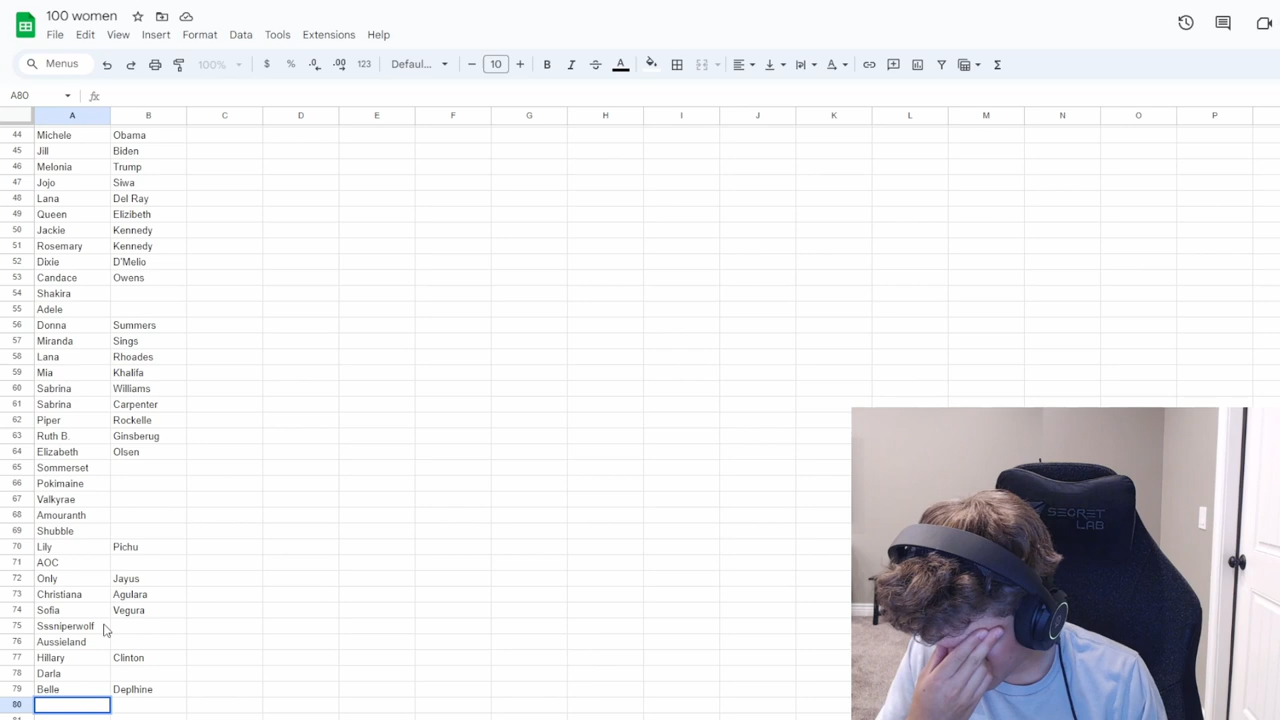 100 women
File Edit View Insert Format Data Tools Extensions Help
Menus 100% $ % .0 .00 123 Defaul... 10 B I A
A80 fx
A B C D E F G H I J K L M N O P
44 Michele Obama
45 Jill Biden
46 Melonia Trump
47 Jojo Siwa
48 Lana Del Ray
49 Queen Elizibeth
50 Jackie Kennedy
51 Rosemary Kennedy
52 Dixie D'Melio
53 Candace Owens
54 Shakira
55 Adele
56 Donna Summers
57 Miranda Sings
58 Lana Rhoades
59 Mia Khalifa
60 Sabrina Williams
61 Sabrina Carpenter
62 Piper Rockelle
63 Ruth B. Ginsberug
64 Elizabeth Olsen
65 Sommerset
66 Pokimaine
67 Valkyrae
68 Amouranth
69 Shubble
70 Lily Pichu
71 AOC
72 Only Jayus
73 Christiana Agulara
74 Sofia Vegura
75 Sssniperwolf
76 Aussieland
77 Hillary Clinton
78 Darla
79 Belle Deplhine
80
SECRET
LAB